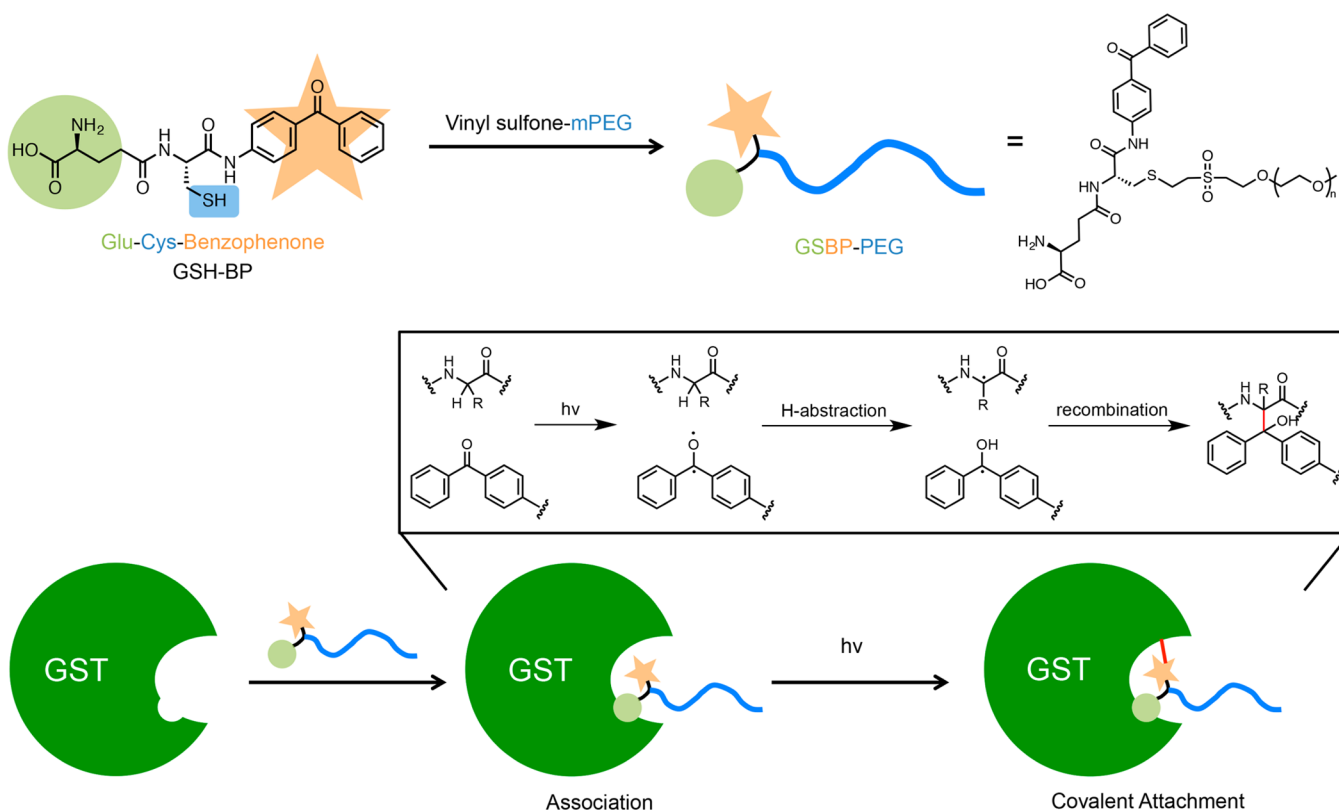 NH2
HO
O
O
H
N
O
N
H
O
SH
Glu-Cys-Benzophenone
GSH-BP
Vinyl sulfone-mPEG
GSBP-PEG
=
O
NH
O
S
O
S
O
O
O
n
HN
O
H2N
HO
O
H
N
O
H R
O
hv
H
N
O
H R
O
H-abstraction
H
N
O
R
OH
recombination
H
N
R
O
OH
GST
GST
hv
GST
Association
Covalent Attachment